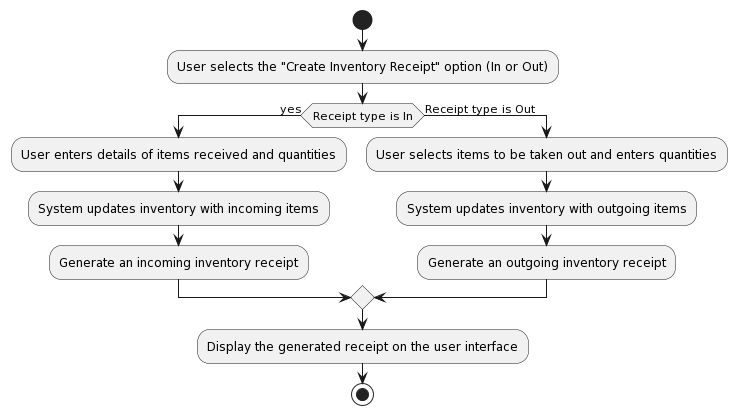 User selects the "Create Inventory Receipt" option (In or Out)
yes
Receipt type is In
Receipt type is Out
User enters details of items received and quantities
User selects items to be taken out and enters quantities
System updates inventory with incoming items
System updates inventory with outgoing items
Generate an incoming inventory receipt
Generate an outgoing inventory receipt
Display the generated receipt on the user interface